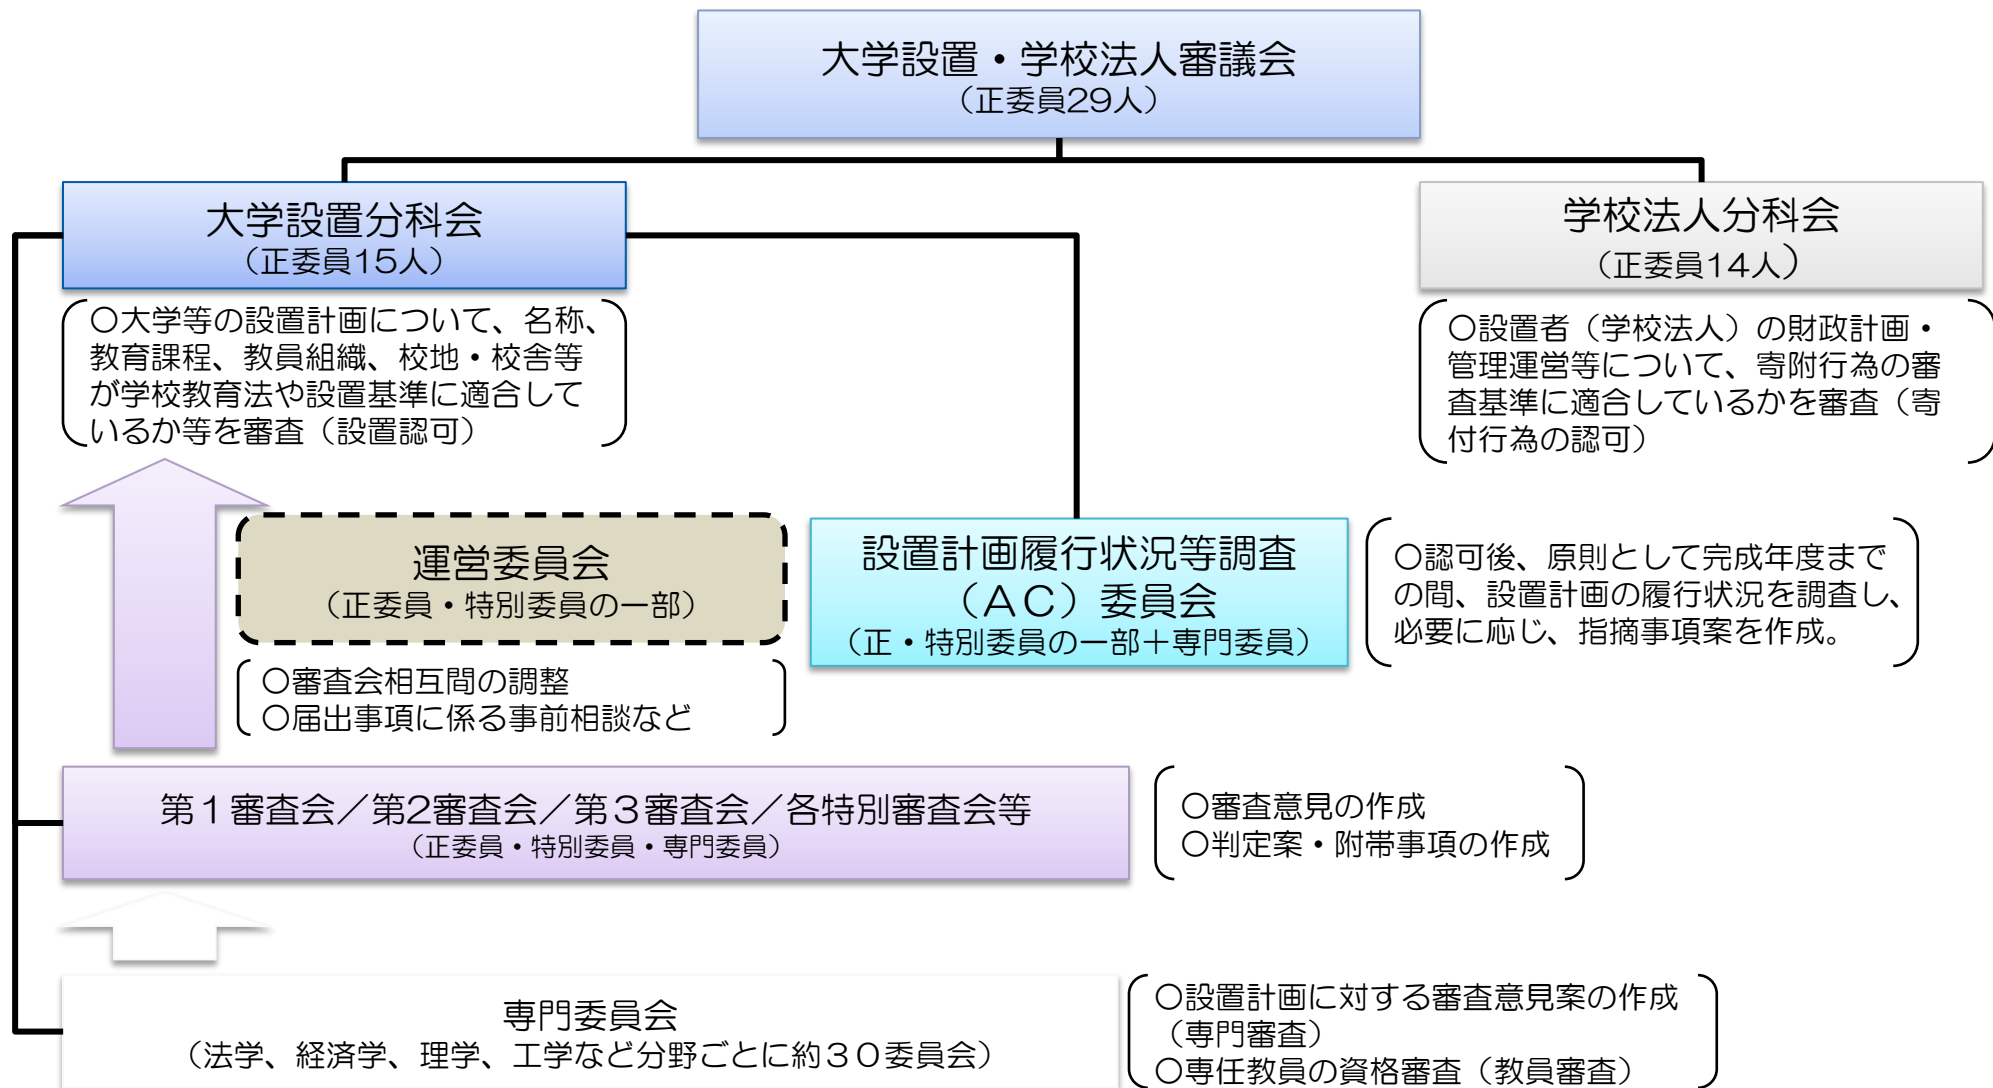 大学設置・学校法人審議会
（正委員29人）
大学設置分科会
（正委員15人）
学校法人分科会
（正委員14人）
○大学等の設置計画について、名称、
教育課程、教員組織、校地・校舎等
が学校教育法や設置基準に適合して
いるか等を審査（設置認可）
○設置者（学校法人）の財政計画・
管理運営等について、寄附行為の審
査基準に適合しているかを審査（寄
付行為の認可）
運営委員会
（正委員・特別委員の一部）
○審査会相互間の調整
○届出事項に係る事前相談など
設置計画履行状況等調査
（ＡＣ）委員会
（正・特別委員の一部＋専門委員）
○認可後、原則として完成年度まで
の間、設置計画の履行状況を調査し、
必要に応じ、指摘事項案を作成。
第１審査会／第2審査会／第３審査会／各特別審査会等
（正委員・特別委員・専門委員）
○審査意見の作成
○判定案・附帯事項の作成
専門委員会
（法学、経済学、理学、工学など分野ごとに約３０委員会）
○設置計画に対する審査意見案の作成
（専門審査）
○専任教員の資格審査（教員審査）